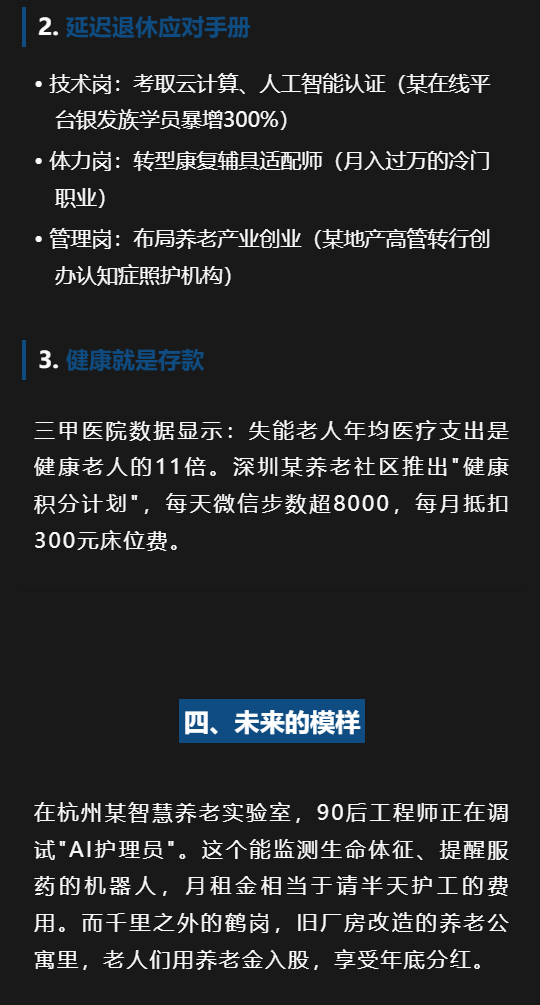 2. 延迟退休应对手册
• 技术岗：考取云计算、人工智能认证（某在线平
台银发族学员暴增300%）
• 体力岗：转型康复辅具适配师（月入过万的冷门
职业）
• 管理岗：布局养老产业创业（某地产高管转行创
办认知症照护机构）
3. 健康就是存款
三甲医院数据显示：失能老人年均医疗支出是
健康老人的11倍。深圳某养老社区推出"健康
积分计划"，每天微信步数超8000，每月抵扣
300元床位费。
四、未来的模样
在杭州某智慧养老实验室，90后工程师正在调
试"AI护理员"。这个能监测生命体征、提醒服
药的机器人，月租金相当于请半天护工的费
用。而千里之外的鹤岗，旧厂房改造的养老公
寓里，老人们用养老金入股，享受年底分红。